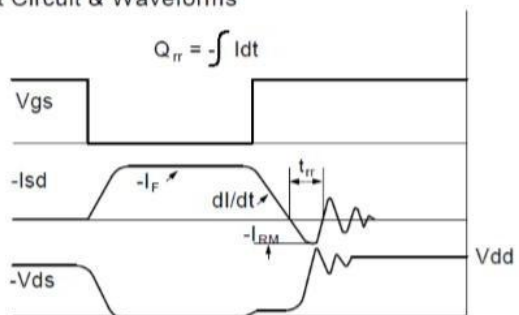 Circuit & Waveforms
Qrr = -∫ Idt
Vgs
trr
-Isd
-IF
dI/dt
-IRM
Vdd
-Vds